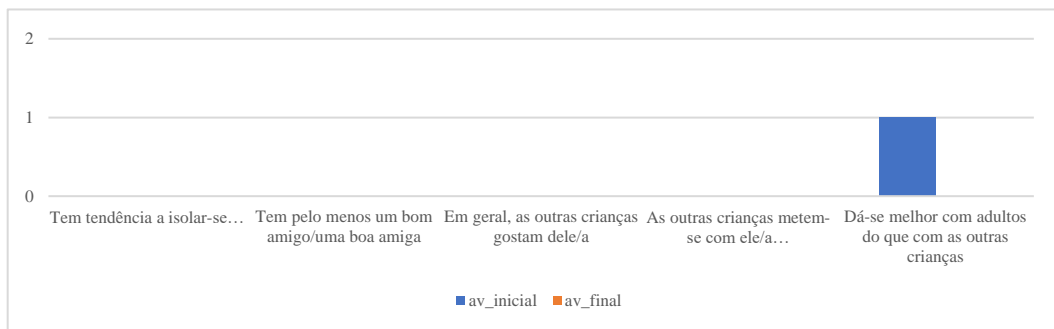 2
1
0
Tem tendência a isolar-se…
Tem pelo menos um bom
amigo/uma boa amiga
Em geral, as outras crianças
gostam dele/a
As outras crianças metem-
se com ele/a…
Dá-se melhor com adultos
do que com as outras
crianças
av_inicial
av_final